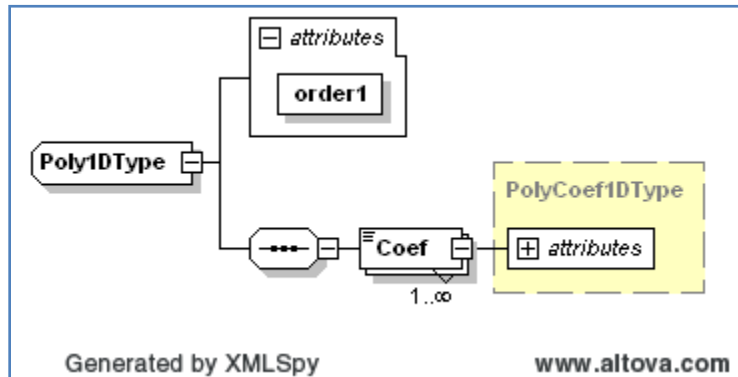 attributes
order1
Poly1DType
PolyCoef1DType
Coef
attributes
1..∞
Generated by XMLSpy
www.altova.com